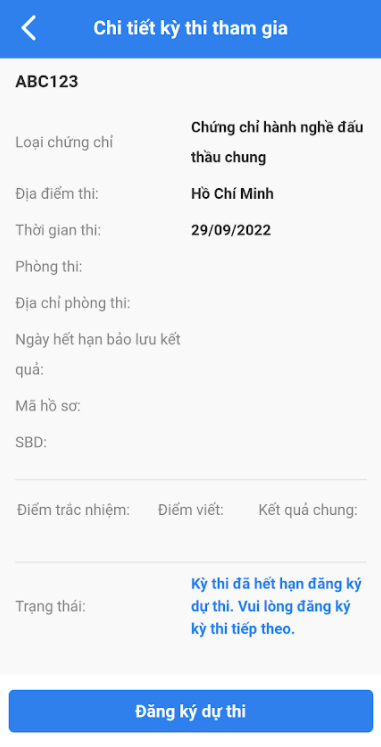 Chi tiết kỳ thi tham gia
ABC123
Loại chứng chỉ
Chứng chỉ hành nghề đấu
thầu chung
Địa điểm thi:
Hồ Chí Minh
Thời gian thi:
29/09/2022
Phòng thi:
Địa chỉ phòng thi:
Ngày hết hạn bảo lưu kết
quả:
Mã hồ sơ:
SBD:
Điểm trắc nhiệm:
Điểm viết:
Kết quả chung:
Trạng thái:
Kỳ thi đã hết hạn đăng ký
dự thi. Vui lòng đăng ký
kỳ thi tiếp theo.
Đăng ký dự thi